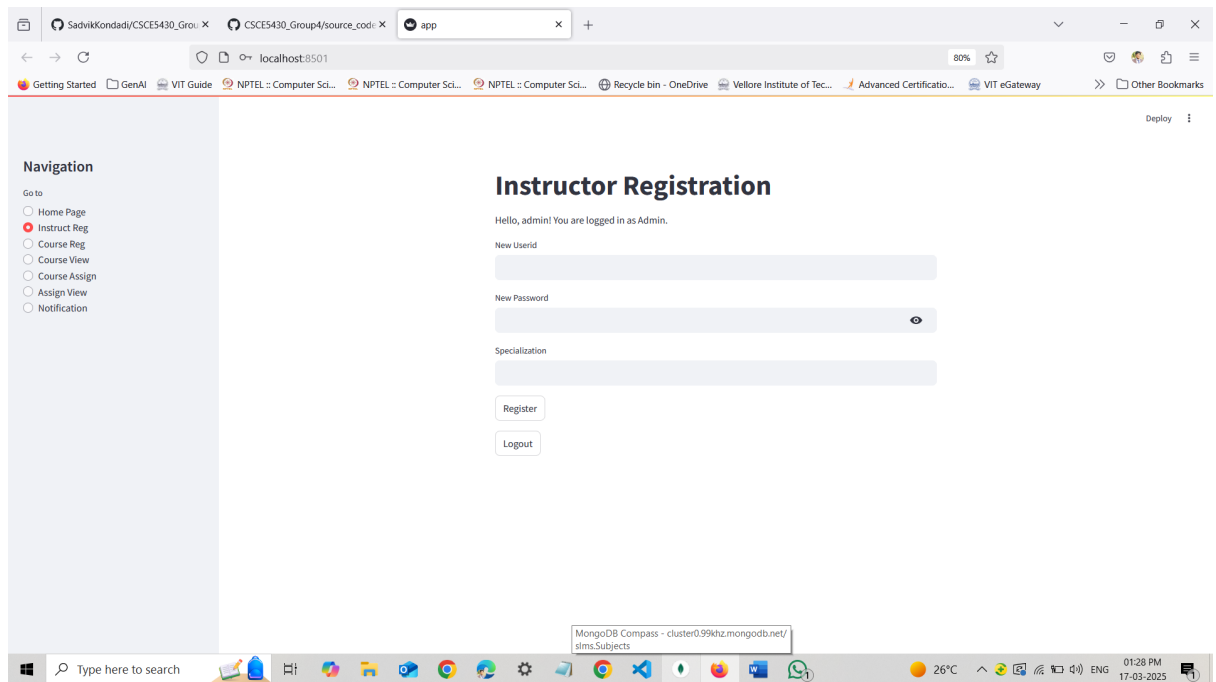 SadvikKondadi/CSCE5430_Grou
CSCE5430_Group4/source_code
app
localhost:8501
80%
Getting Started
GenAI
VIT Guide
NPTEL :: Computer Sci...
NPTEL :: Computer Sci...
NPTEL :: Computer Sci...
Recycle bin - OneDrive
Vellore Institute of Tec...
Advanced Certificatio...
VIT eGateway
Other Bookmarks
Deploy
Navigation
Go to
Home Page
Instruct Reg
Course Reg
Course View
Course Assign
Assign View
Notification
Instructor Registration
Hello, admin! You are logged in as Admin.
New Userid
New Password
Specialization
Register
Logout
MongoDB Compass - cluster0.99khz.mongodb.net/
slms.Subjects
Type here to search
26°C
ENG
01:28 PM
17-03-2025